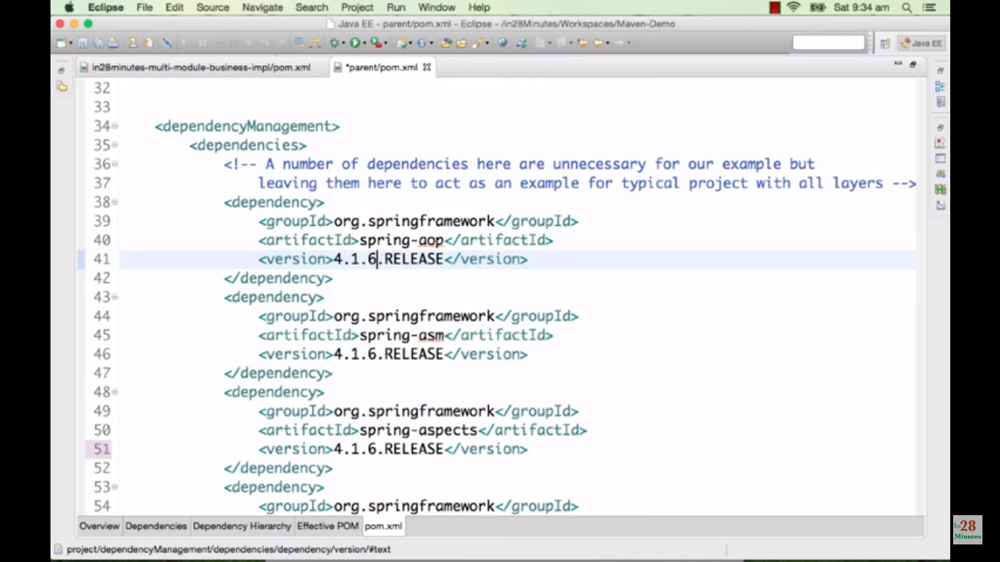 Eclipse File Edit Source Navigate Search Project Run Window Help Sat 9:34 am
Java EE - parent/pom.xml - Eclipse - /in28Minutes/Workspaces/Maven-Demo
Java EE
in28minutes-multi-module-business-impl/pom.xml *parent/pom.xml
32
33
34 <dependencyManagement>
35 <dependencies>
36 <!-- A number of dependencies here are unnecessary for our example but
37 leaving them here to act as an example for typical project with all layers -->
38 <dependency>
39 <groupId>org.springframework</groupId>
40 <artifactId>spring-aop</artifactId>
41 <version>4.1.6.RELEASE</version>
42 </dependency>
43 <dependency>
44 <groupId>org.springframework</groupId>
45 <artifactId>spring-asm</artifactId>
46 <version>4.1.6.RELEASE</version>
47 </dependency>
48 <dependency>
49 <groupId>org.springframework</groupId>
50 <artifactId>spring-aspects</artifactId>
51 <version>4.1.6.RELEASE</version>
52 </dependency>
53 <dependency>
54 <groupId>org.springframework</groupId>
Overview Dependencies Dependency Hierarchy Effective POM pom.xml
project/dependencyManagement/dependencies/dependency/version/#text
In 28
Minutes